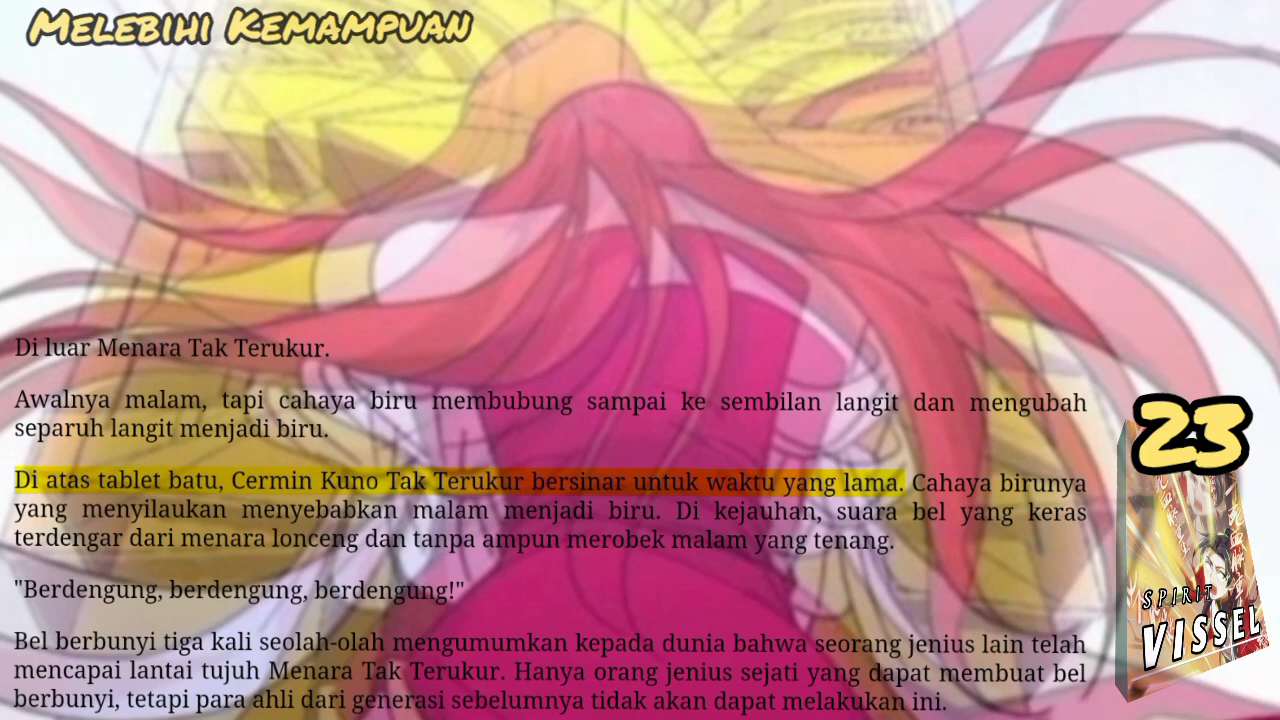 Melebihi Kemampuan
Di luar Menara Tak Terukur.
Awalnya malam, tapi cahaya biru membubung sampai ke sembilan langit dan mengubah
separuh langit menjadi biru.
Di atas tablet batu, Cermin Kuno Tak Terukur bersinar untuk waktu yang lama. Cahaya birunya
yang menyilaukan menyebabkan malam menjadi biru. Di kejauhan, suara bel yang keras
terdengar dari menara lonceng dan tanpa ampun merobek malam yang tenang.
"Berdengung, berdengung, berdengung!"
Bel berbunyi tiga kali seolah-olah mengumumkan kepada dunia bahwa seorang jenius lain telah
mencapai lantai tujuh Menara Tak Terukur. Hanya orang jenius sejati yang dapat membuat bel
berbunyi, tetapi para ahli dari generasi sebelumnya tidak akan dapat melakukan ini.
23
SPIRIT
VISSEL